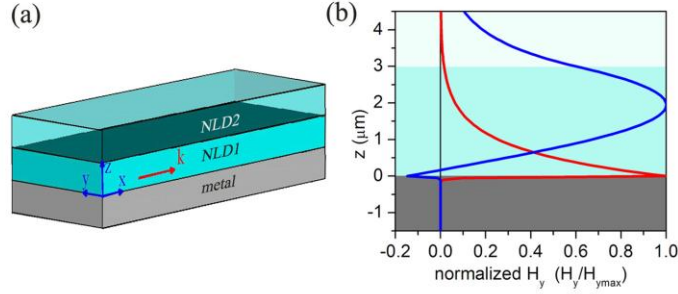 (a)
NLD2
NLD1
metal
z
k
y
x
(b)
4
3
2
1
0
-1
z (μm)
-0.2 0.0 0.2 0.4 0.6 0.8 1.0
normalized H_y (H_y/H_ymax)